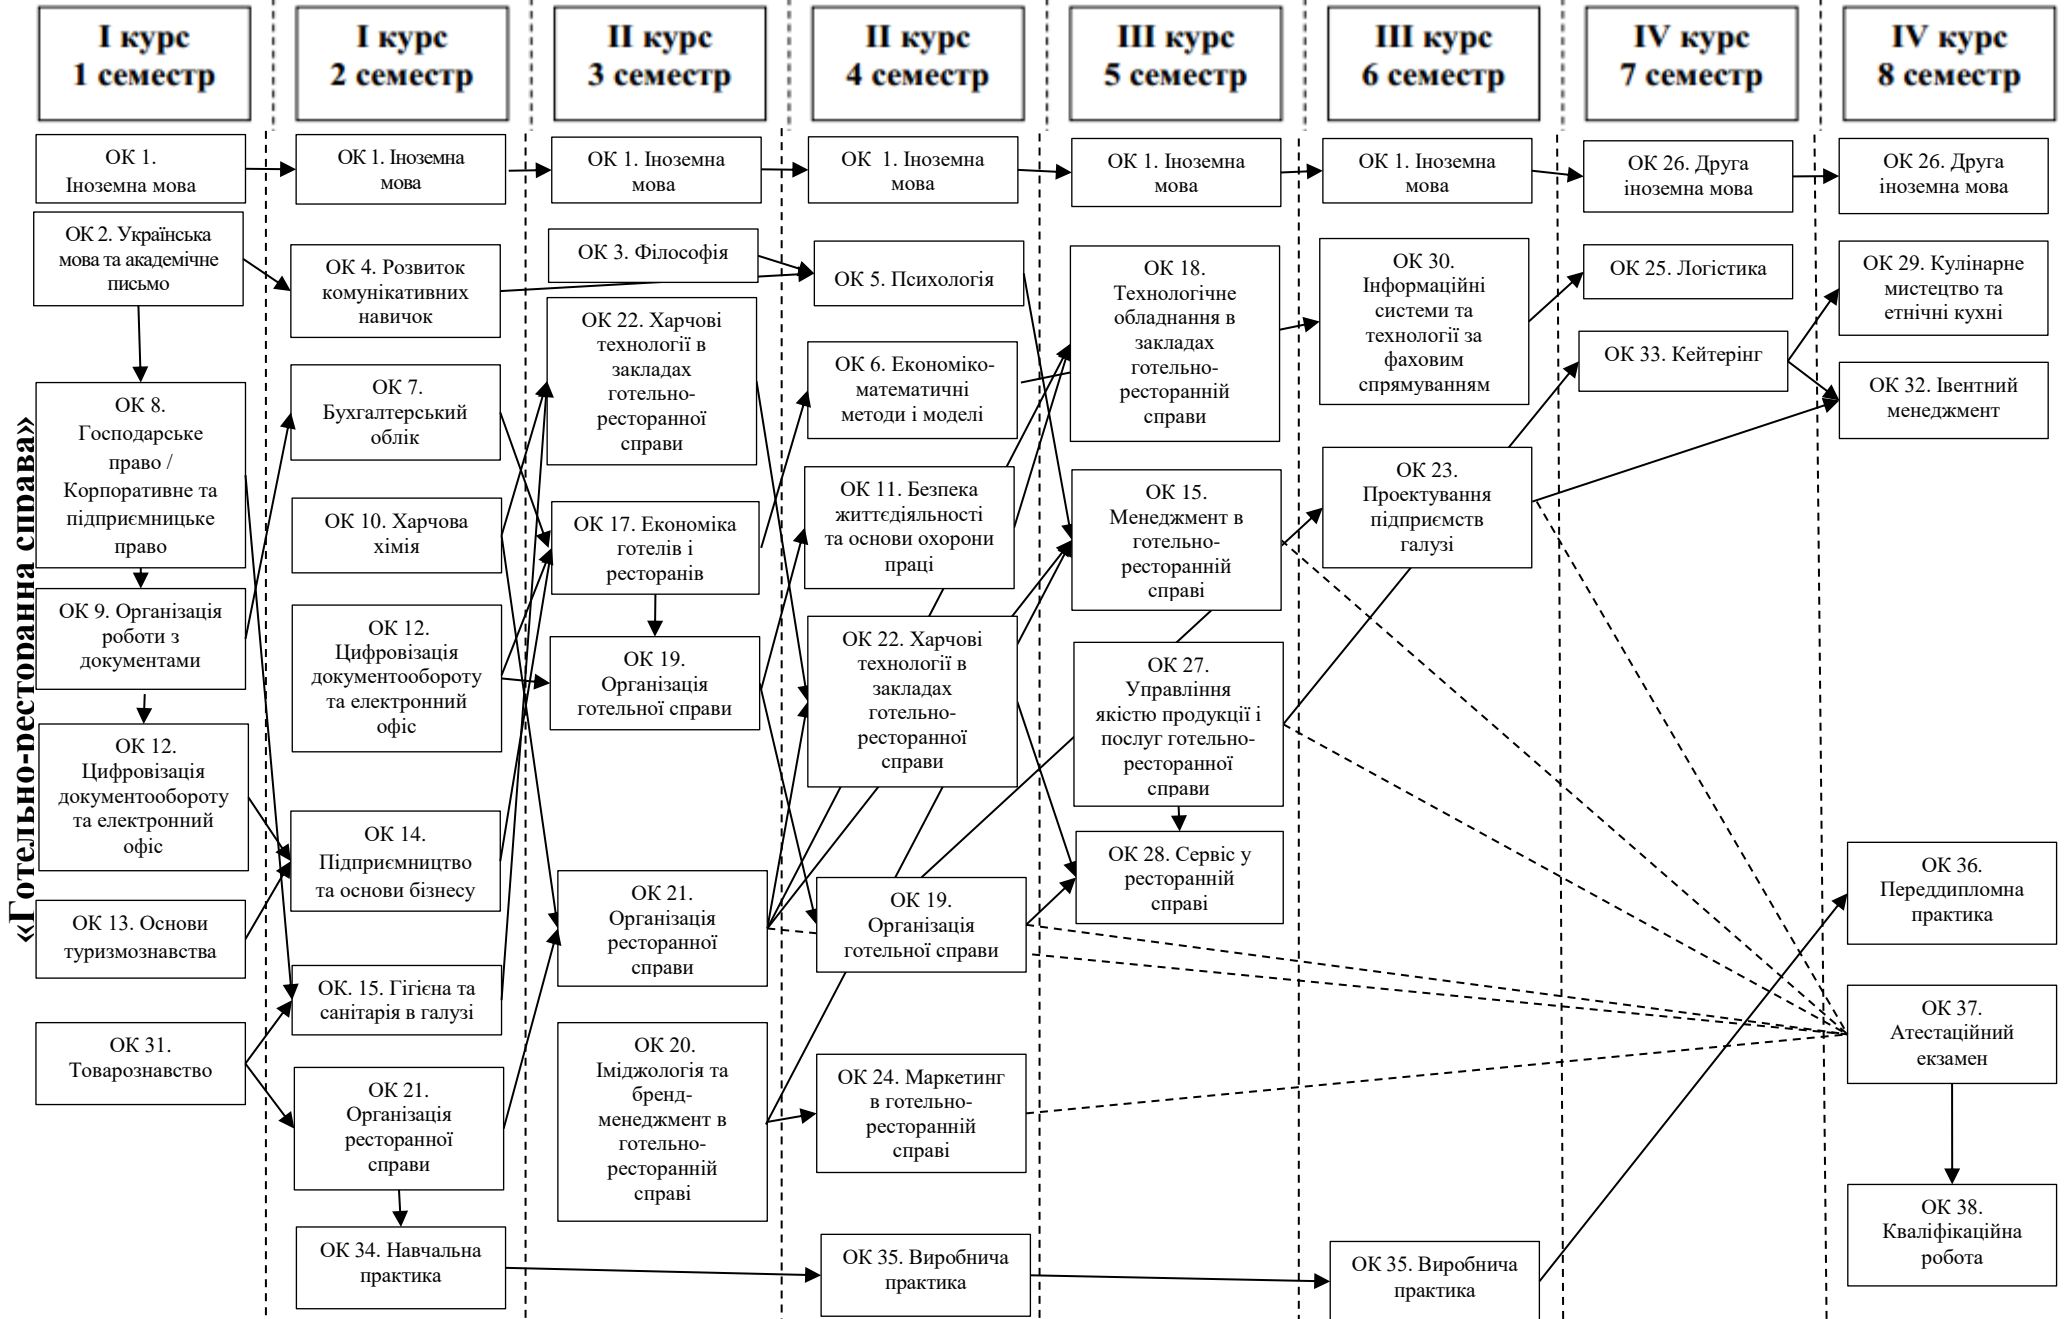 І курс
1 семестр
І курс
2 семестр
ІІ курс
3 семестр
ІІ курс
4 семестр
ІІІ курс
5 семестр
ІІІ курс
6 семестр
IV курс
7 семестр
IV курс
8 семестр
«Готельно-ресторанна справа»
ОК 1.
Іноземна мова
ОК 2. Українська
мова та академічне
письмо
ОК 8.
Господарське
право /
Корпоративне та
підприємницьке
право
ОК 9. Організація
роботи з
документами
ОК 12.
Цифровізація
документообороту
та електронний
офіс
ОК 13. Основи
туризмознавства
ОК 31.
Товарознавство
ОК 1. Іноземна
мова
ОК 4. Розвиток
комунікативних
навичок
ОК 7.
Бухгалтерський
облік
ОК 10. Харчова
хімія
ОК 12.
Цифровізація
документообороту
та електронний
офіс
ОК 14.
Підприємництво
та основи бізнесу
ОК. 15. Гігієна та
санітарія в галузі
ОК 21.
Організація
ресторанної
справи
ОК 34. Навчальна
практика
ОК 1. Іноземна
мова
ОК 3. Філософія
ОК 22. Харчові
технології в
закладах
готельно-
ресторанної
справи
ОК 17. Економіка
готелів і
ресторанів
ОК 19.
Організація
готельної справи
ОК 21.
Організація
ресторанної
справи
ОК 20.
Іміджологія та
бренд-
менеджмент в
готельно-
ресторанній
справі
ОК 1. Іноземна
мова
ОК 5. Психологія
ОК 6. Економіко-
математичні
методи і моделі
ОК 11. Безпека
життєдіяльності
та основи охорони
праці
ОК 22. Харчові
технології в
закладах
готельно-
ресторанної
справи
ОК 19.
Організація
готельної справи
ОК 24. Маркетинг
в готельно-
ресторанній
справі
ОК 35. Виробнича
практика
ОК 1. Іноземна
мова
ОК 18.
Технологічне
обладнання в
закладах
готельно-
ресторанній
справи
ОК 15.
Менеджмент в
готельно-
ресторанній
справі
ОК 27.
Управління
якістю продукції і
послуг готельно-
ресторанної
справи
ОК 28. Сервіс у
ресторанній
справі
ОК 1. Іноземна
мова
ОК 30.
Інформаційні
системи та
технології за
фаховим
спрямуванням
ОК 23.
Проектування
підприємств
галузі
ОК 35. Виробнича
практика
ОК 26. Друга
іноземна мова
ОК 25. Логістика
ОК 33. Кейтерінг
ОК 26. Друга
іноземна мова
ОК 29. Кулінарне
мистецтво та
етнічні кухні
ОК 32. Івентний
менеджмент
ОК 36.
Переддипломна
практика
ОК 37.
Атестаційний
екзамен
ОК 38.
Кваліфікаційна
робота